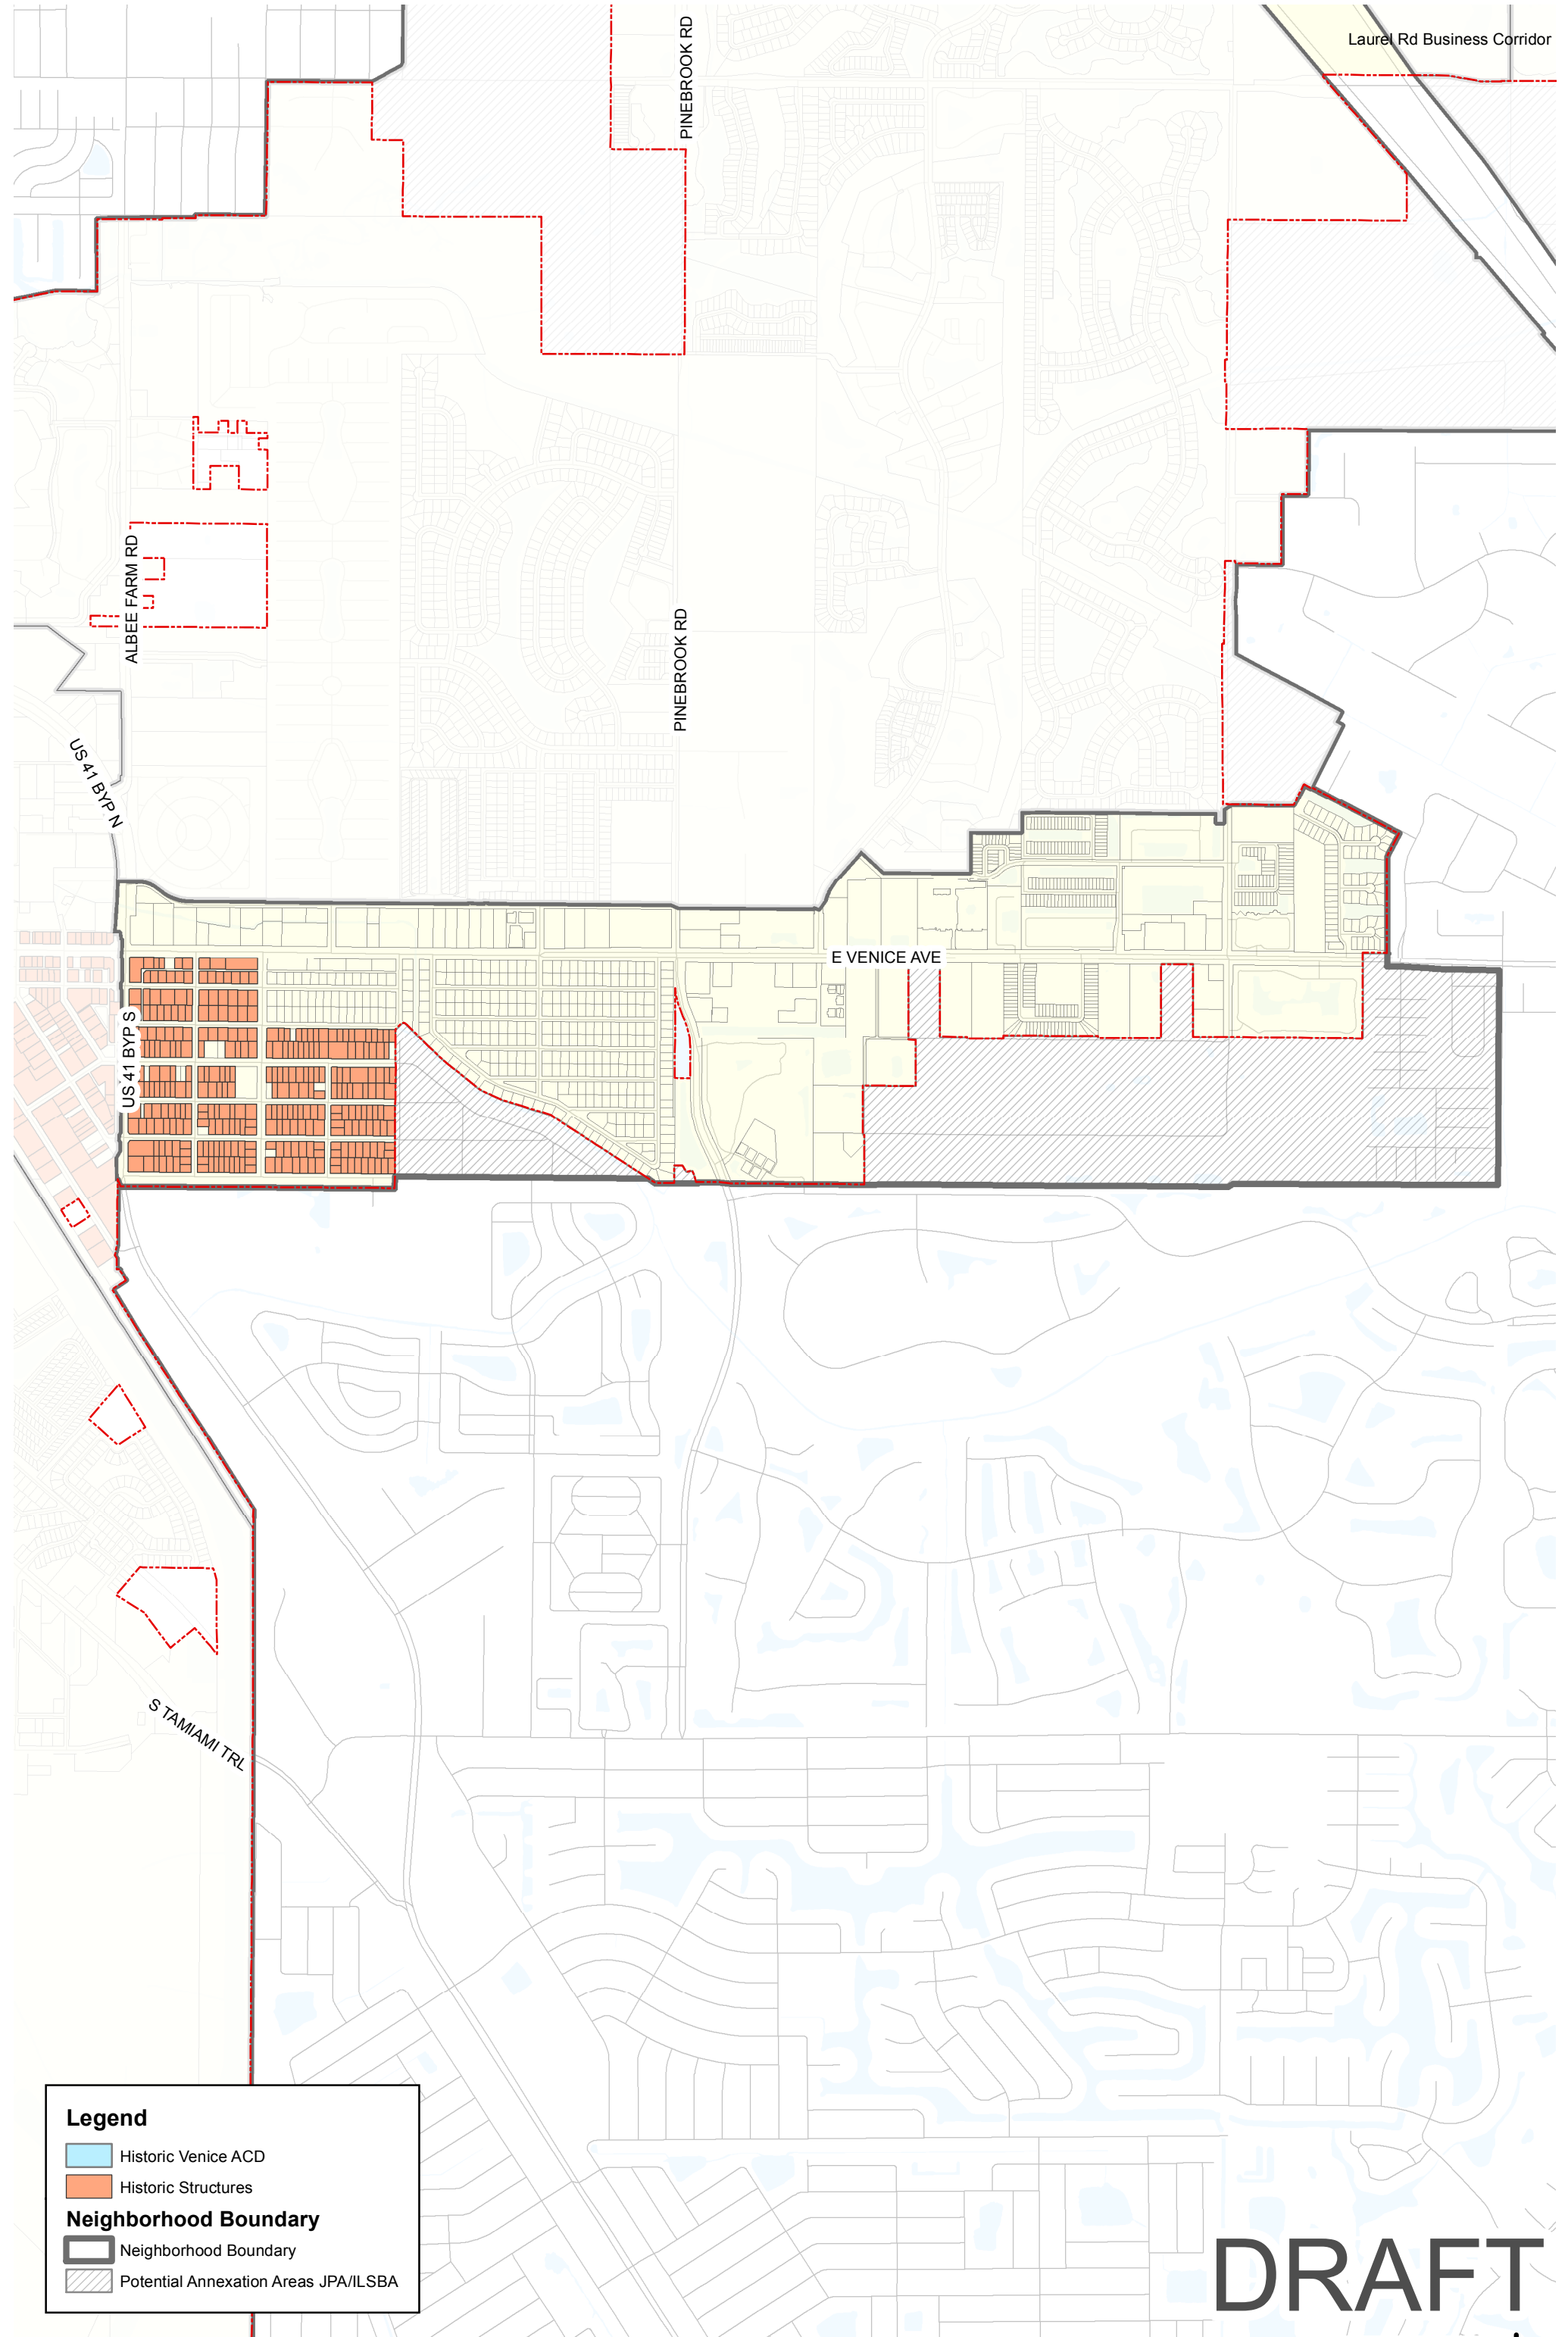 Laurel Rd Business Corridor
PINEBROOK RD
ALBEE FARM RD
PINEBROOK RD
US 41 BYP N
E VENICE AVE
US 41 BYP S
S TAMIAMI TRL
Legend
Historic Venice ACD
Historic Structures
Neighborhood Boundary
Neighborhood Boundary
Potential Annexation Areas JPA/ILSBA
DRAFT